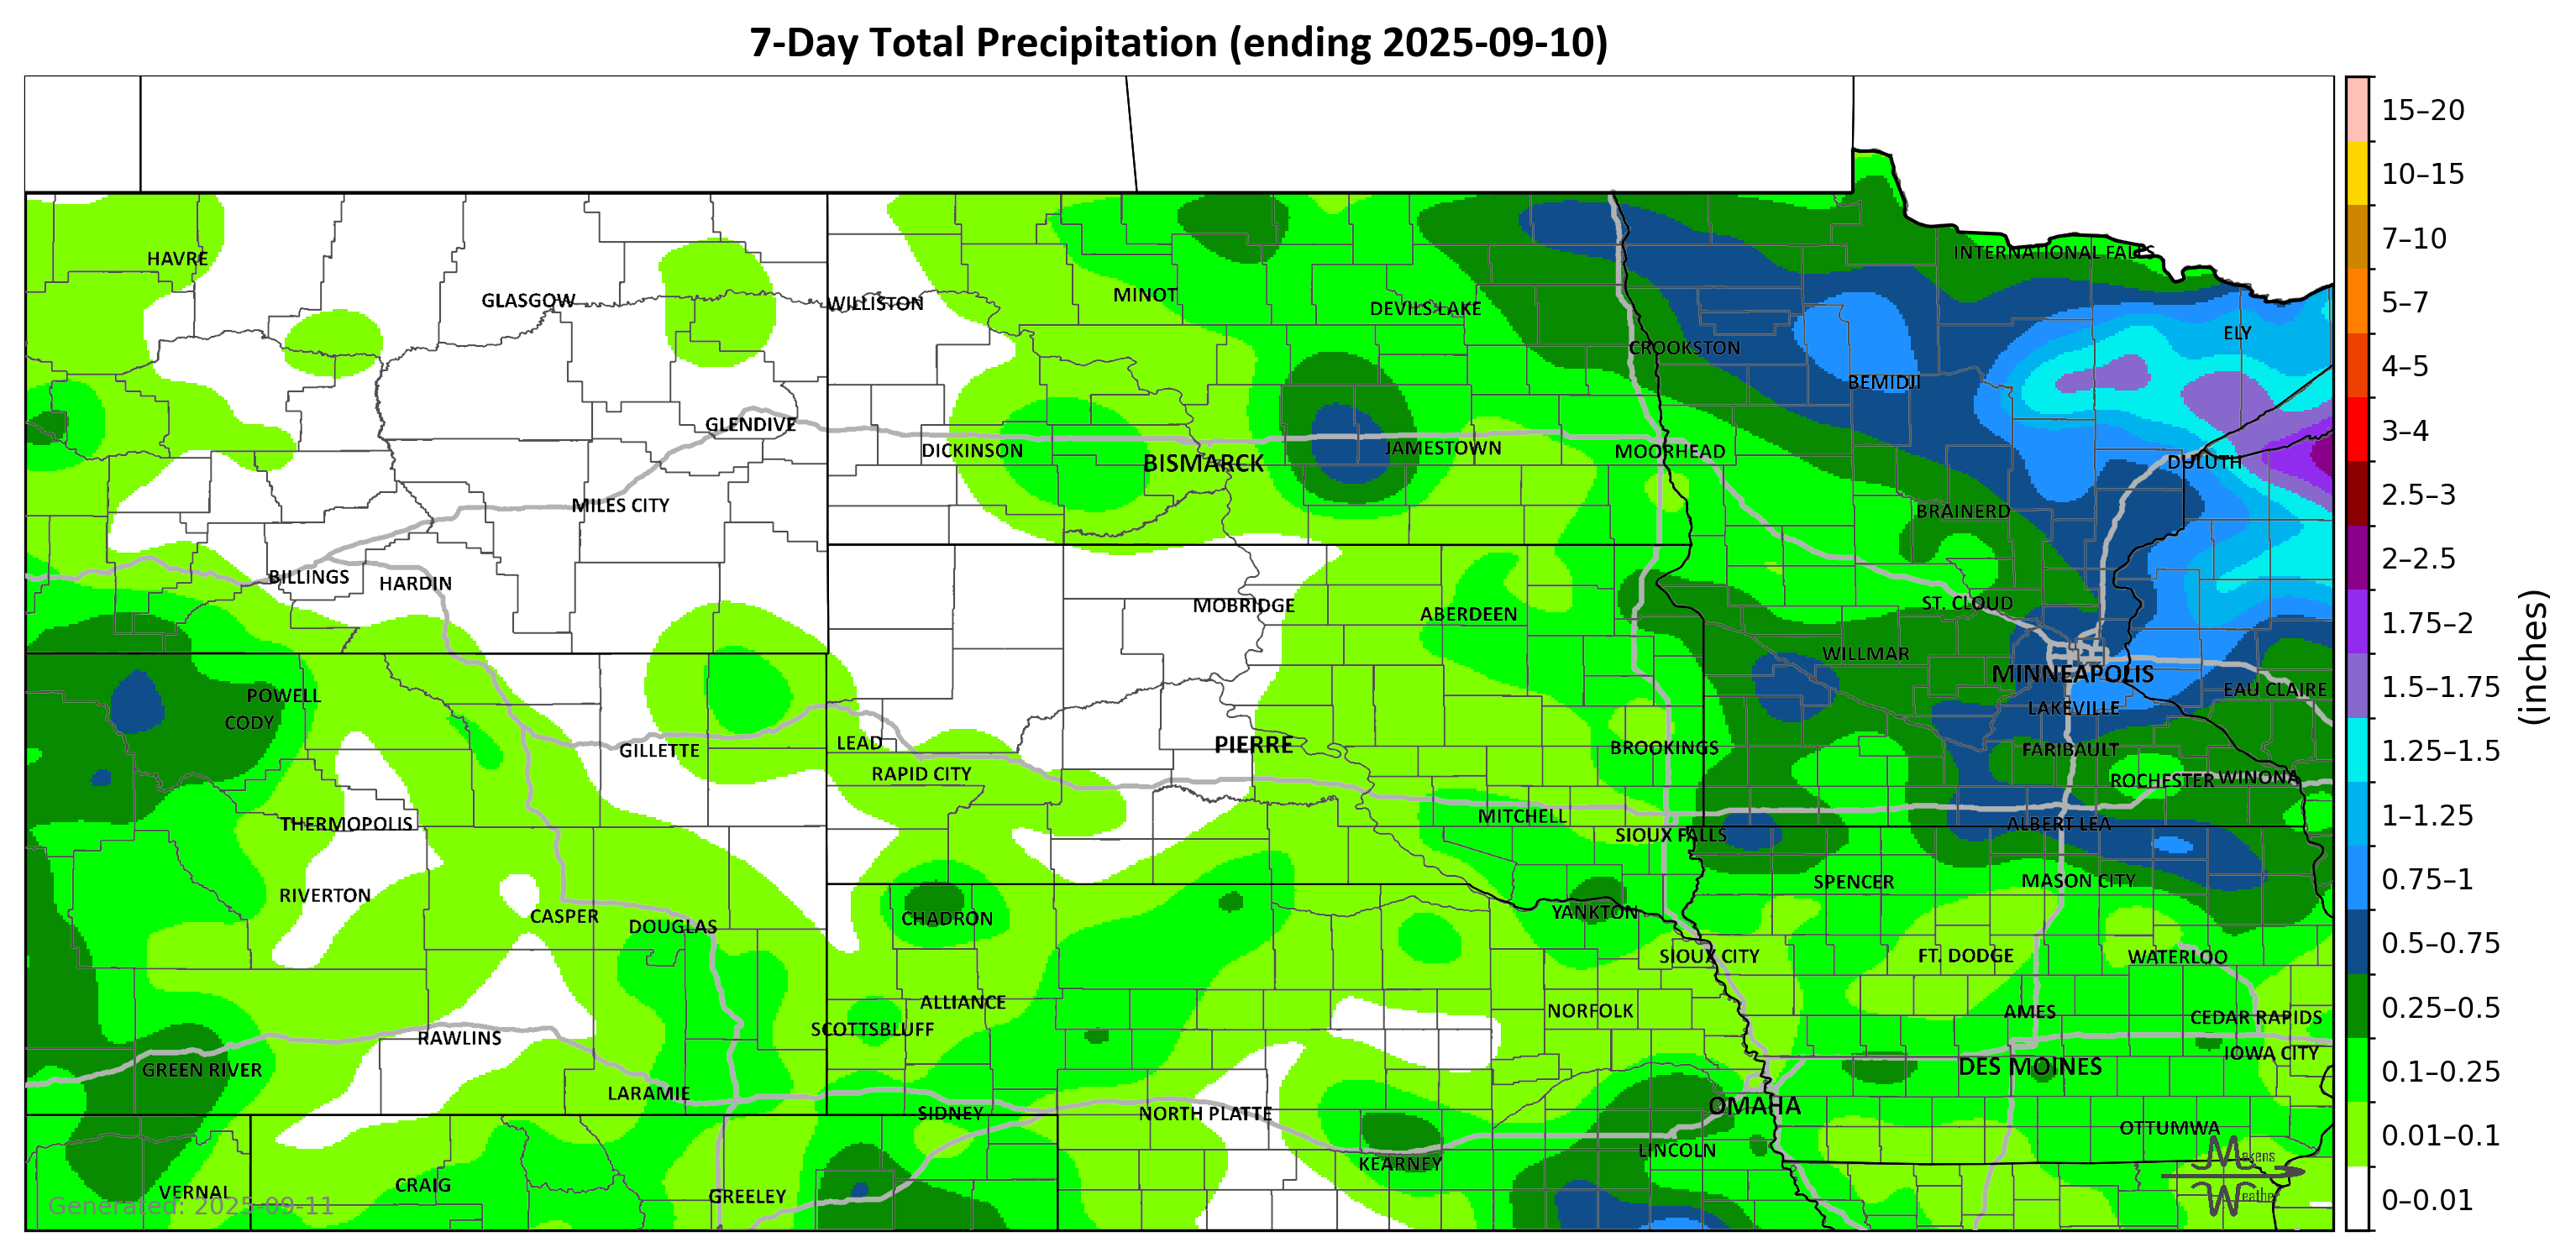 7-Day Total Precipitation (ending 2025-09-10)
15–20
10–15
7–10
5–7
4–5
3–4
2.5–3
2–2.5
1.75–2
1.5–1.75
1.25–1.5
1–1.25
0.75–1
0.5–0.75
0.25–0.5
0.1–0.25
0.01–0.1
0–0.01
(inches)
HAVRE
INTERNATIONAL FALLS
GLASGOW
WILLISTON
MINOT
DEVILS LAKE
ELY
CROOKSTON
BEMIDJI
GLENDIVE
DICKINSON
BISMARCK
JAMESTOWN
MOORHEAD
DULUTH
MILES CITY
BRAINERD
BILLINGS
HARDIN
MOBRIDGE
ABERDEEN
ST. CLOUD
WILLMAR
MINNEAPOLIS
POWELL
EAU CLAIRE
CODY
LAKEVILLE
GILLETTE
LEAD
PIERRE
BROOKINGS
FARIBAULT
RAPID CITY
ROCHESTER
WINONA
THERMOPOLIS
MITCHELL
ALBERT LEA
SIOUX FALLS
RIVERTON
SPENCER
MASON CITY
CASPER
DOUGLAS
CHADRON
YANKTON
SIOUX CITY
FT. DODGE
WATERLOO
ALLIANCE
NORFOLK
AMES
CEDAR RAPIDS
RAWLINS
SCOTTSBLUFF
IOWA CITY
GREEN RIVER
DES MOINES
LARAMIE
SIDNEY
NORTH PLATTE
OMAHA
OTTUMWA
LINCOLN
KEARNEY
VERNAL
CRAIG
GREELEY
Generated: 2025-09-11
Makens
Weather